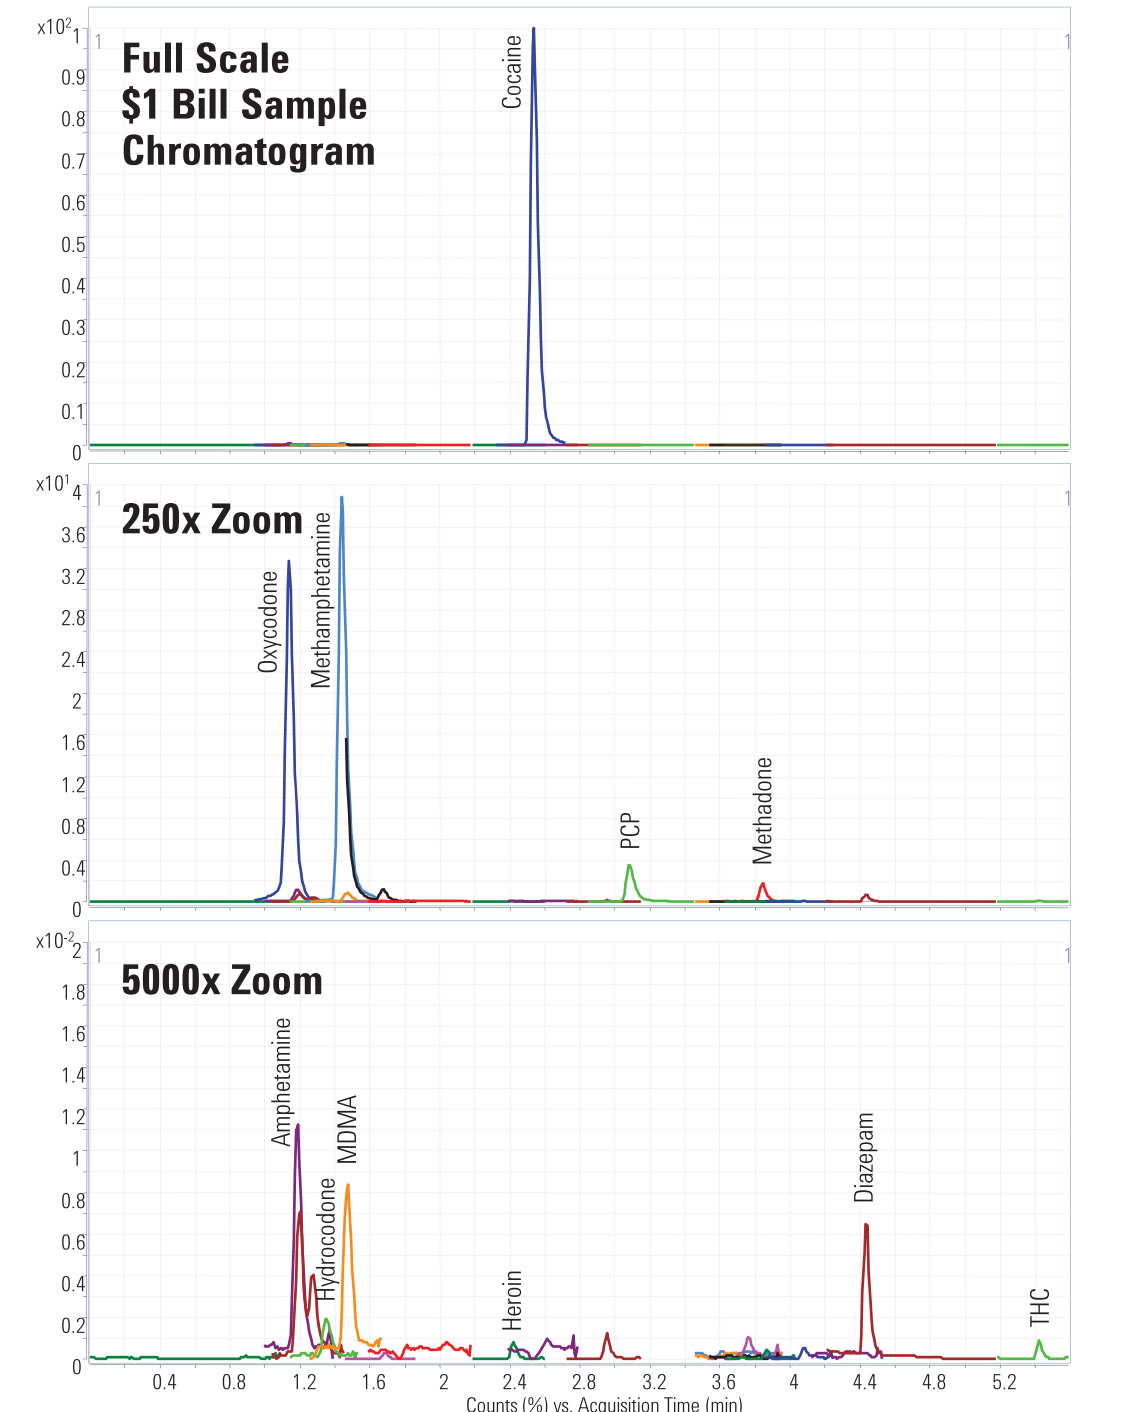 x10²
1
1
1
Full Scale
$1 Bill Sample
Chromatogram
Cocaine
0.9
0.8
0.7
0.6
0.5
0.4
0.3
0.2
0.1
0
x10¹
4
1
1
250x Zoom
Oxycodone
Methamphetamine
PCP
Methadone
3.6
3.2
2.8
2.4
2
1.6
1.2
0.8
0.4
0
x10-2
2
1
1
5000x Zoom
Amphetamine
Hydrocodone
MDMA
Heroin
Diazepam
THC
1.8
1.6
1.4
1.2
1
0.8
0.6
0.4
0.2
0
0.4 0.8 1.2 1.6 2 2.4 2.8 3.2 3.6 4 4.4 4.8 5.2
Counts (%) vs. Acquisition Time (min)